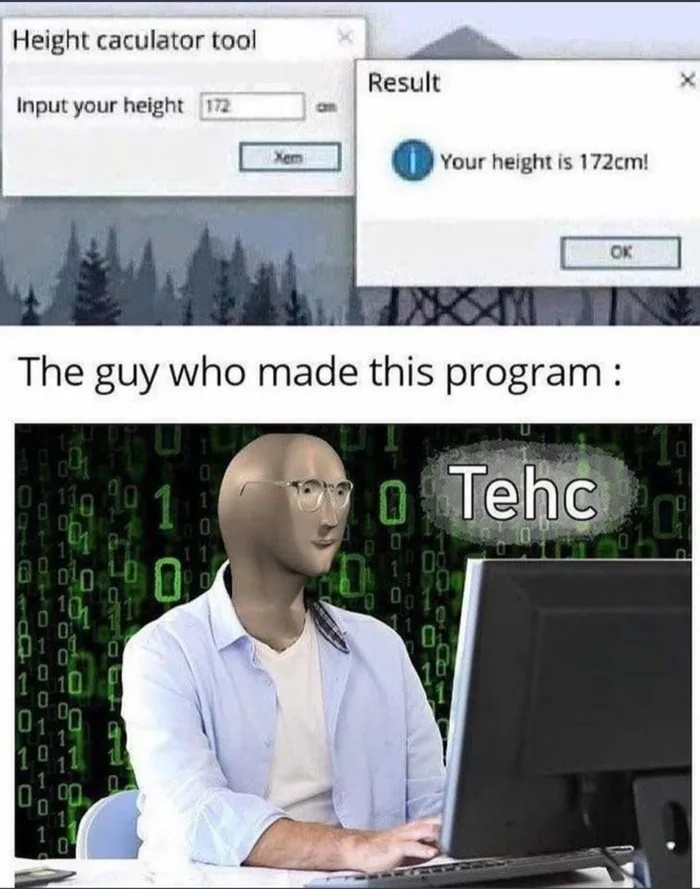 Height caculator tool
Input your height 172 cm
Xem
Result
Your height is 172cm!
OK
The guy who made this program :
Tehc